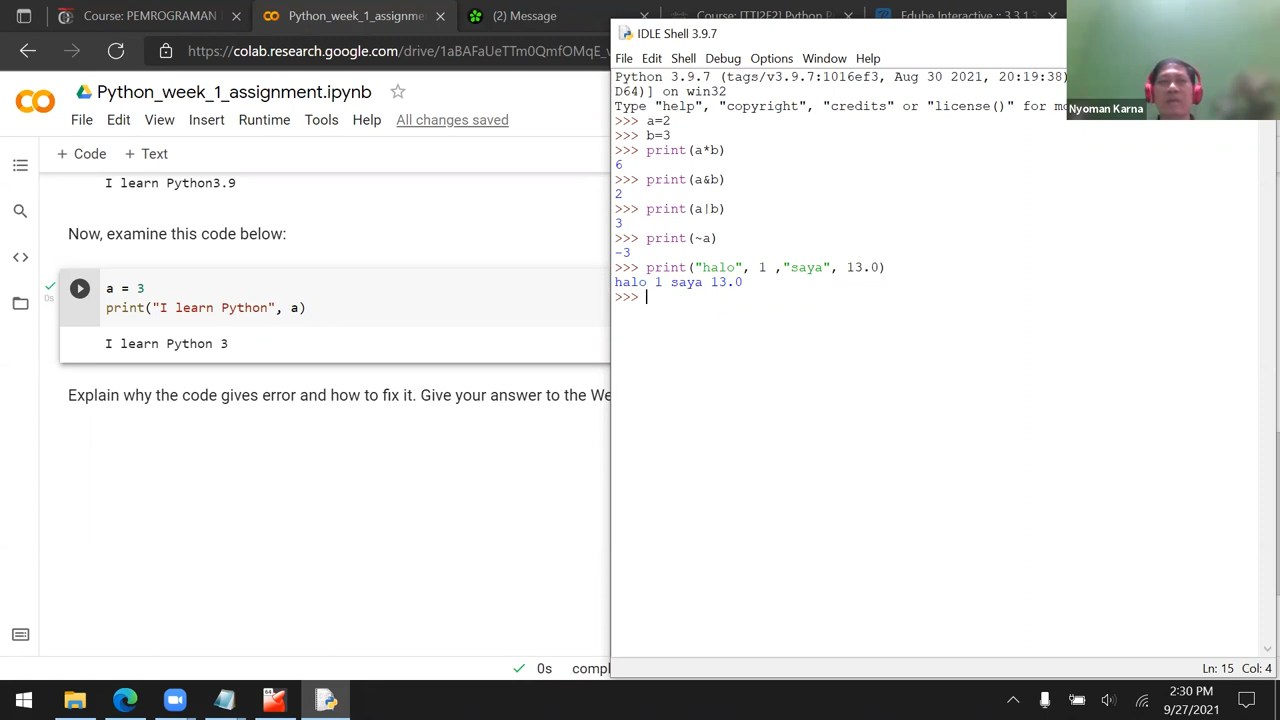 Course: PEMROGRAMAN
Python_week_1_assignment
Course: [TTI2F2] Python P
Edube Interactive :: 3.3.1.3
https://colab.research.google.com/drive/1aBAFaUeTTm0QmfOMqE_v
Python_week_1_assignment.ipynb
File Edit View Insert Runtime Tools All changes saved
+ Code + Text
I learn Python3.9
Now, examine this code below:
a = 3
print("I learn Python", a)
0s
I learn Python 3
Explain why the code gives error and how to fix it. Give your answer to the We
0s
IDLE Shell 3.9.7
File Edit Shell Debug Options Window Help
Python 3.9.7 (tags/v3.9.7:1016ef3, Aug 30 2021, 20:19:38)
D64)] on win32
Type "help", "copyright", "credits" or "license()" for mo
>>> a=2
>>> b=3
>>> print(a*b)
6
>>> print(a&b)
2
>>> print(a|b)
3
>>> print(~a)
-3
>>> print("halo", 1 ,"saya", 13.0)
halo 1 saya 13.0
>>>
Nyoman Karna
Ln: 15 Col: 4
2:30 PM
9/27/2021